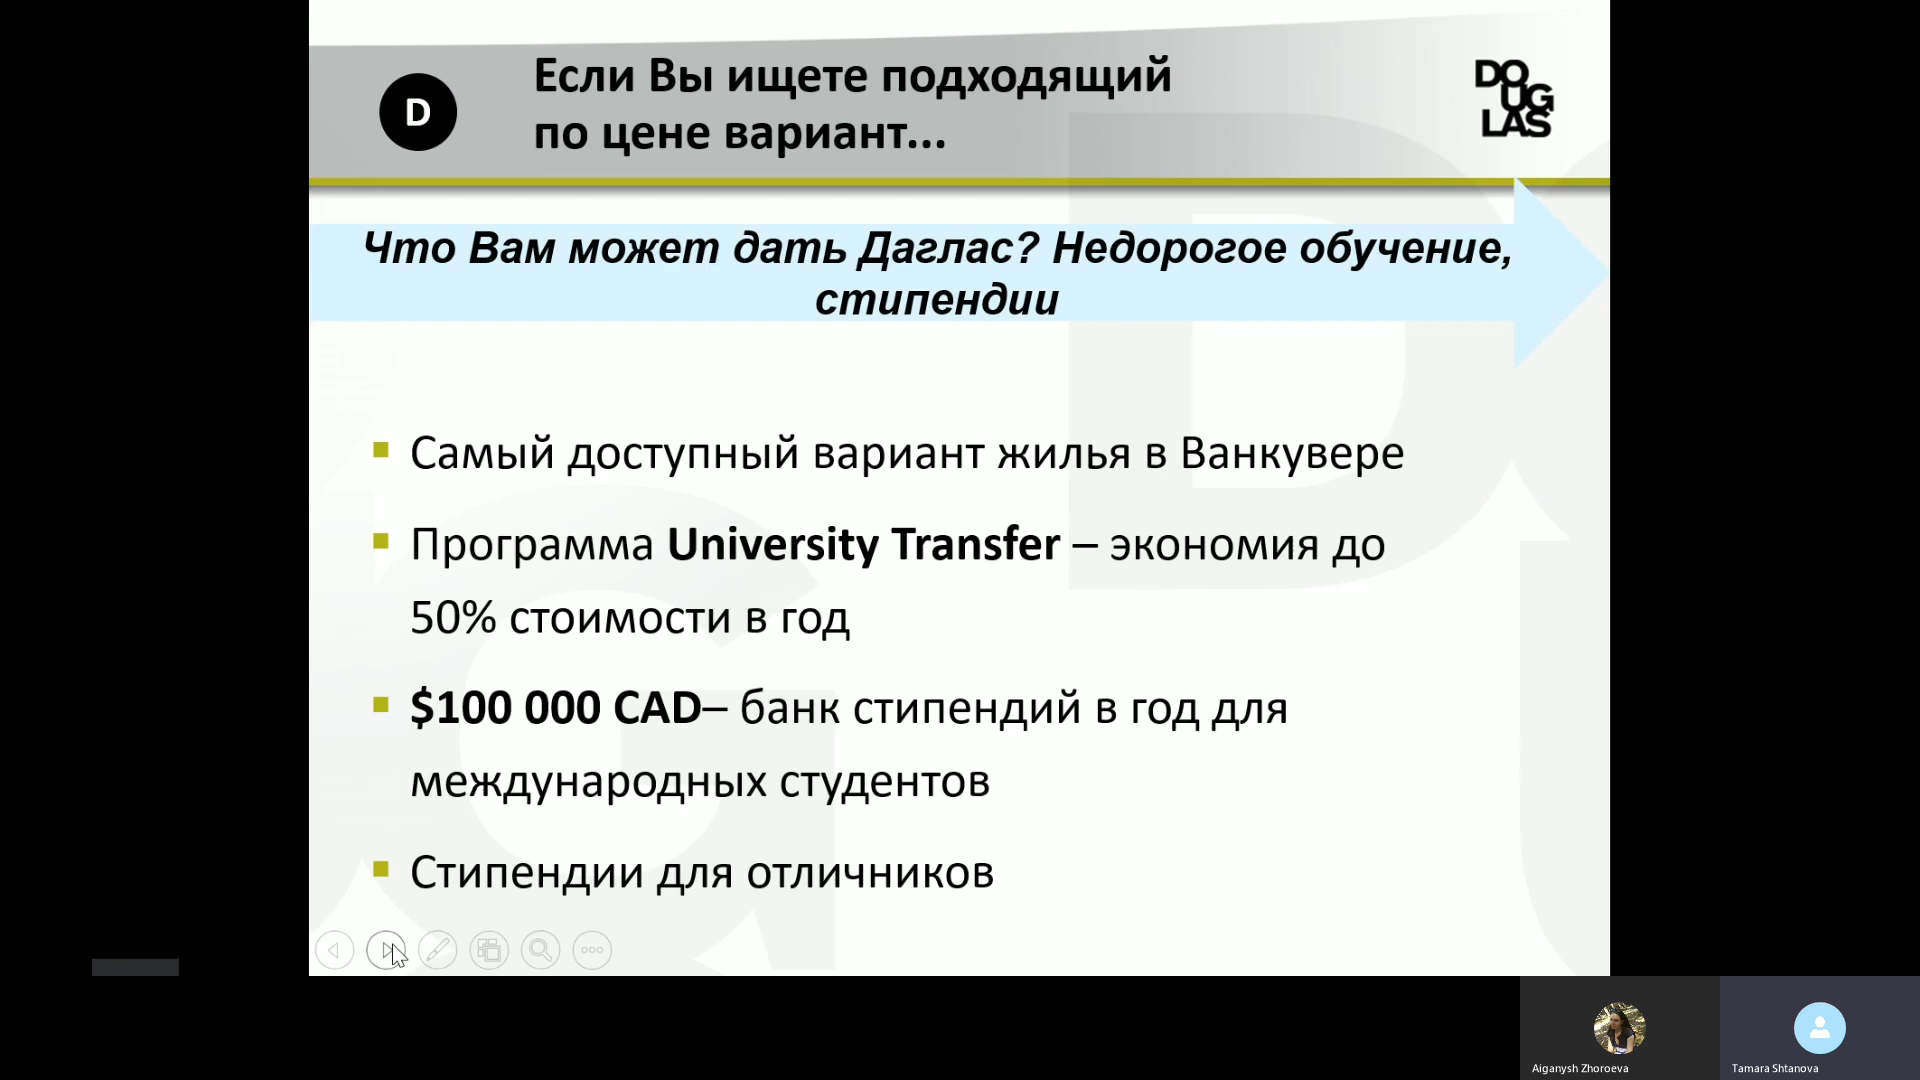 D
Если Вы ищете подходящий
по цене вариант...
DO
UG
LAS
Что Вам может дать Даглас? Недорогое обучение,
стипендии
Самый доступный вариант жилья в Ванкувере
Программа University Transfer – экономия до
50% стоимости в год
$100 000 CAD– банк стипендий в год для
международных студентов
Стипендии для отличников
Aiganysh Zhoroeva
Tamara Shtanova